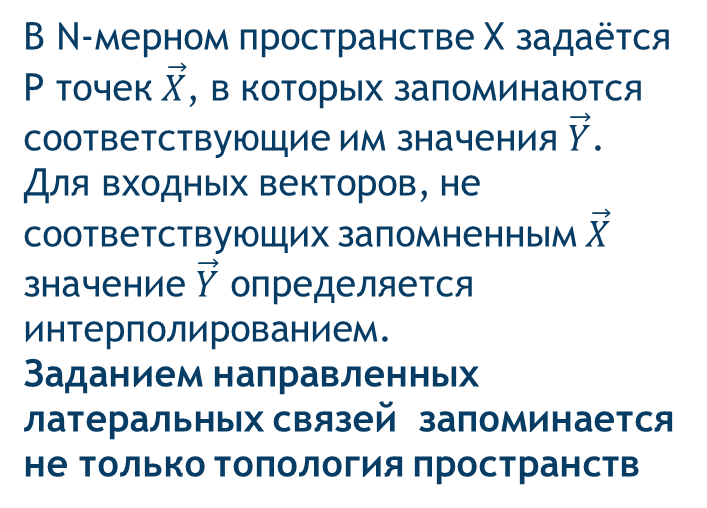 В N-мерном пространстве X задаётся
P точек $\vec{X}$, в которых запоминаются
соответствующие им значения $\vec{Y}$.
Для входных векторов, не
соответствующих запомненным $\vec{X}$
значение $\vec{Y}$ определяется
интерполированием.
Заданием направленных
латеральных связей запоминается
не только топология пространств